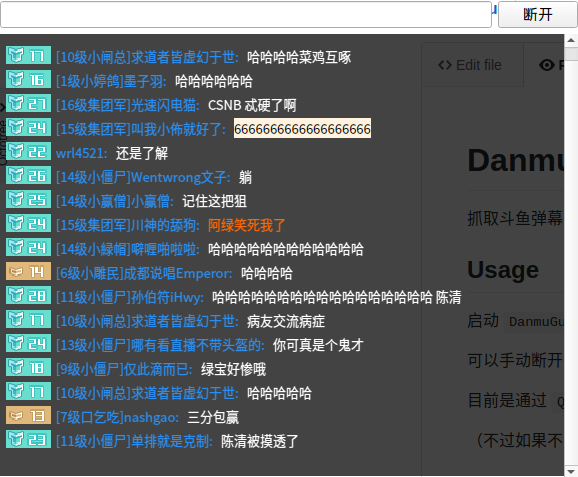 断开
17 [10级小闸总]求道者皆虚幻于世: 哈哈哈哈菜鸡互啄
16 [1级小婷鸽]墨子羽: 哈哈哈哈哈哈
27 [16级集团军]光速闪电猫: CSNB 忒硬了啊
24 [15级集团军]叫我小佈就好了: 6666666666666666666
22 wrl4521: 还是了解
26 [14级小僵尸]Wentwrong文子: 躺
25 [14级小赢僧]小赢僧: 记住这把狙
24 [15级集团军]川神的舔狗: 阿绿笑死我了
24 [14级小緑帽]噼喱啪啦啦: 哈哈哈哈哈哈哈哈哈哈哈哈
14 [6级小雕民]成都说唱Emperor: 哈哈哈哈
28 [11级小僵尸]孙伯符iHwy: 哈哈哈哈哈哈哈哈哈哈哈哈哈哈哈哈哈 陈清
17 [10级小闸总]求道者皆虚幻于世: 病友交流病症
24 [13级小僵尸]哪有看直播不带头盔的: 你可真是个鬼才
18 [9级小僵尸]仅此滴而已: 绿宝好惨哦
17 [10级小闸总]求道者皆虚幻于世: 哈哈哈哈哈
13 [7级口乞吃]nashgao: 三分包赢
23 [11级小僵尸]单排就是克制: 陈清被摸透了
Edit file
P
Danmu
抓取斗鱼弹幕
Usage
启动 DanmuGu
可以手动断开
目前是通过 Q
（不过如果不